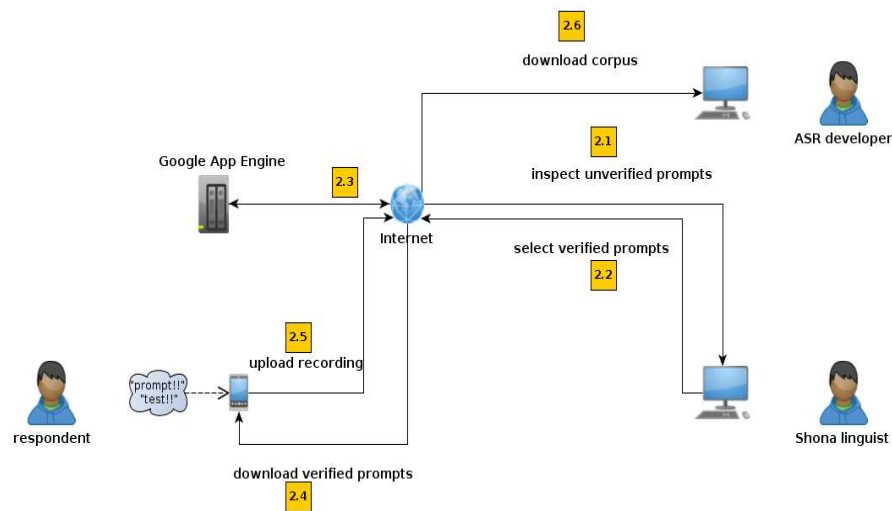 2.6
download corpus
ASR developer
2.1
inspect unverified prompts
Google App Engine
2.3
Internet
select verified prompts
2.2
2.5
upload recording
"prompt!!"
"test!!"
respondent
Shona linguist
download verified prompts
2.4